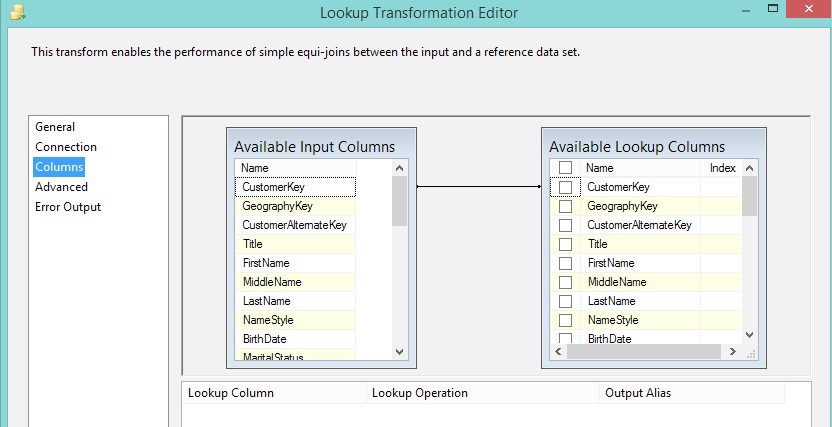 Lookup Transformation Editor
This transform enables the performance of simple equi-joins between the input and a reference data set.
General
Connection
Columns
Advanced
Error Output
Available Input Columns
Name
CustomerKey
GeographyKey
CustomerAlternateKey
Title
FirstName
MiddleName
LastName
NameStyle
BirthDate
MaritalStatus
Available Lookup Columns
Name Index
CustomerKey
GeographyKey
CustomerAlternateKey
Title
FirstName
MiddleName
LastName
NameStyle
BirthDate
Lookup Column Lookup Operation Output Alias